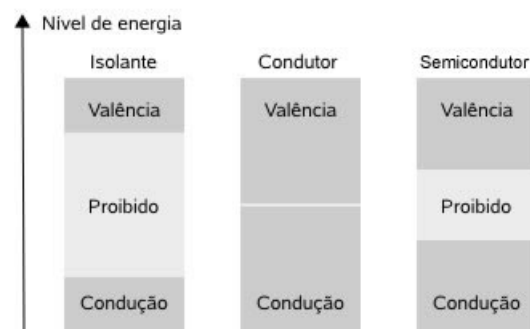 Nível de energia
Isolante Condutor Semicondutor
Valência Valência Valência
Proibido Proibido
Condução Condução Condução